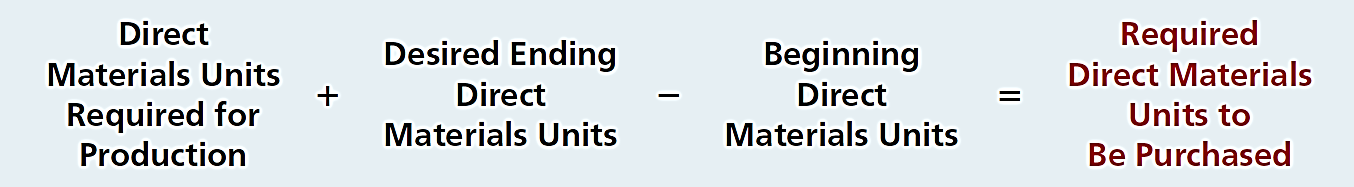 Direct
Materials Units
Required for
Production
+
Desired Ending
Direct
Materials Units
−
Beginning
Direct
Materials Units
=
Required
Direct Materials
Units to
Be Purchased